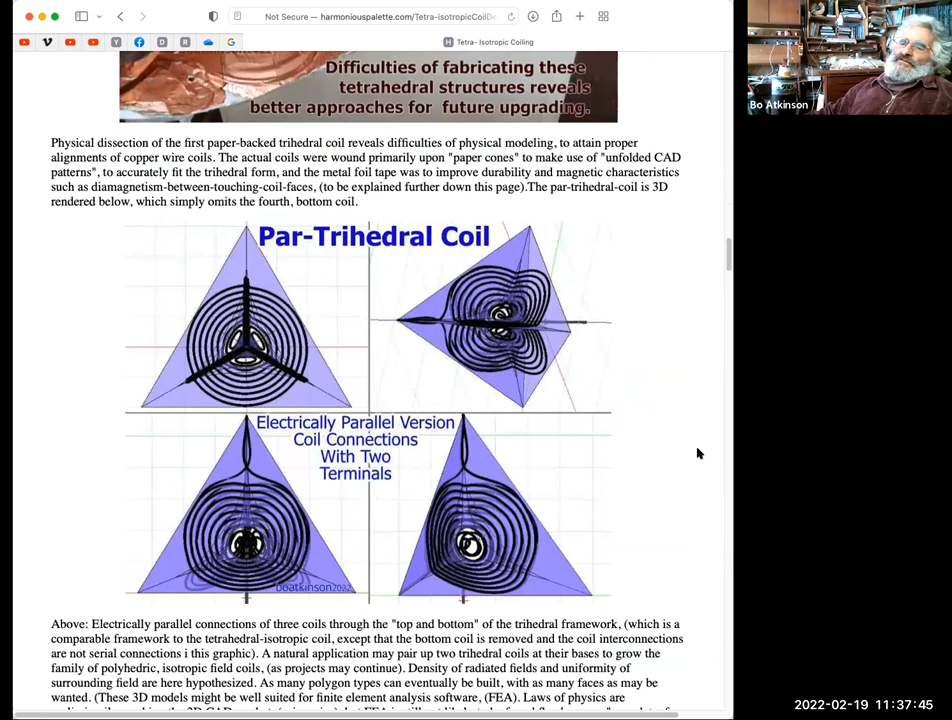 Not Secure — harmoniouspalette.com/Tetra-isotropicCoilDe
Tetra- Isotropic Coiling
Difficulties of fabricating these
tetrahedral structures reveals
better approaches for future upgrading.
Bo Atkinson
Physical dissection of the first paper-backed trihedral coil reveals difficulties of physical modeling, to attain proper
alignments of copper wire coils. The actual coils were wound primarily upon "paper cones" to make use of "unfolded CAD
patterns", to accurately fit the trihedral form, and the metal foil tape was to improve durability and magnetic characteristics
such as diamagnetism-between-touching-coil-faces, (to be explained further down this page).The par-trihedral-coil is 3D
rendered below, which simply omits the fourth, bottom coil.
Par-Trihedral Coil
Electrically Parallel Version
Coil Connections
With Two
Terminals
boatkinson2022
Above: Electrically parallel connections of three coils through the "top and bottom" of the trihedral framework, (which is a
comparable framework to the tetrahedral-isotropic coil, except that the bottom coil is removed and the coil interconnections
are not serial connections i this graphic). A natural application may pair up two trihedral coils at their bases to grow the
family of polyhedric, isotropic field coils, (as projects may continue). Density of radiated fields and uniformity of
surrounding field are here hypothesized. As many polygon types can eventually be built, with as many faces as may be
wanted. (These 3D models might be well suited for finite element analysis software, (FEA). Laws of physics are
2022-02-19 11:37:45